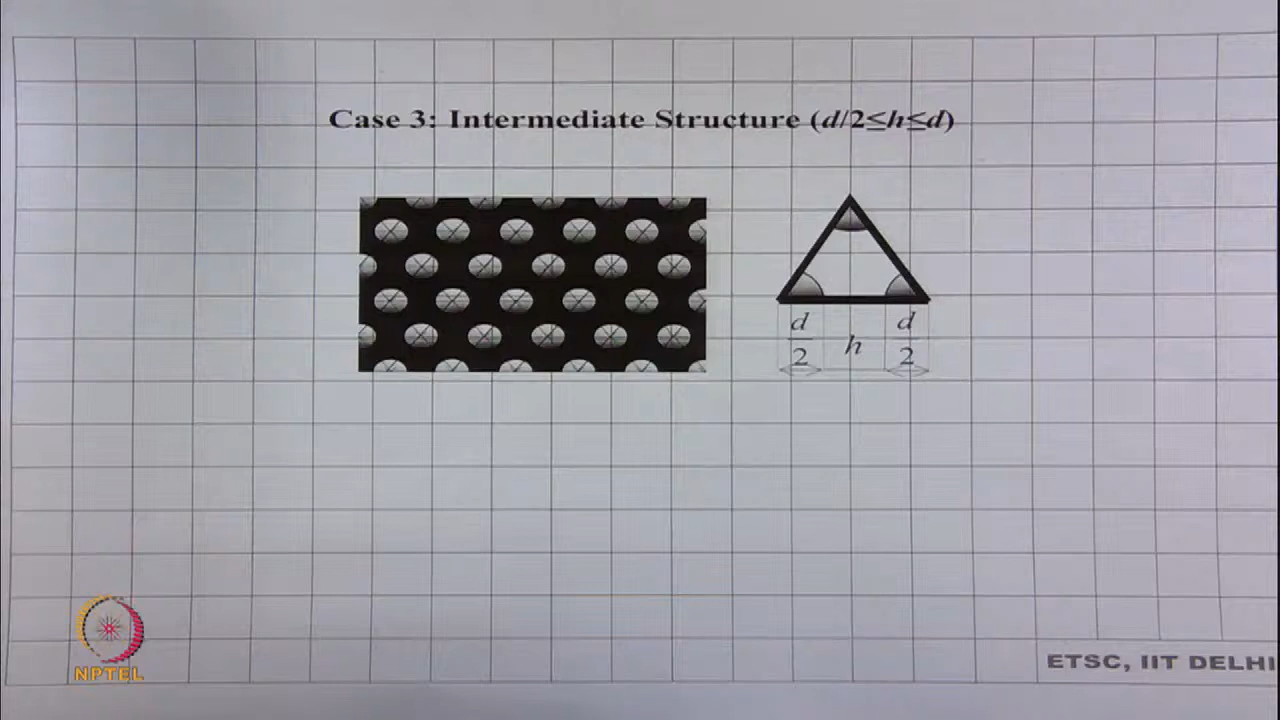 Case 3: Intermediate Structure (d/2≤h≤d)
d d
2 h 2
NPTEL
ETSC, IIT DELHI